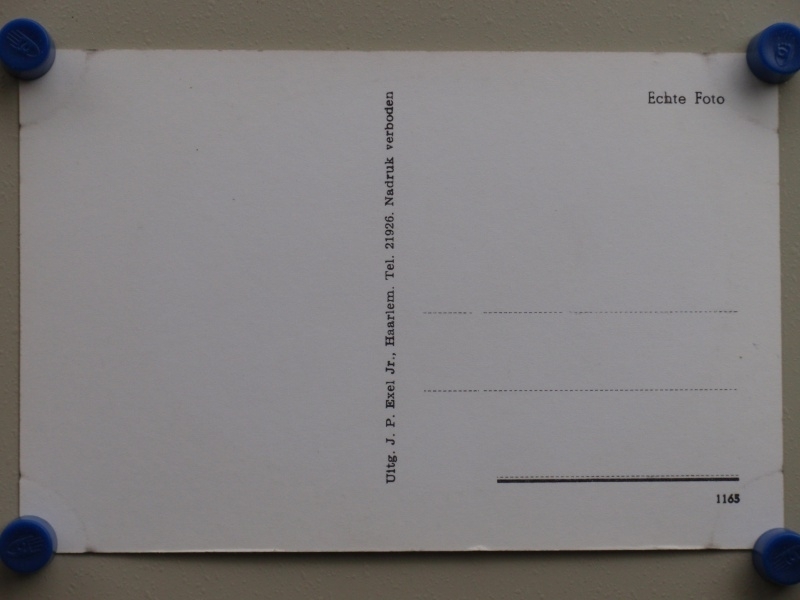 Echte Foto
Uitg. J. P. Exel Jr., Haarlem. Tel. 21926. Nadruk verboden
1165